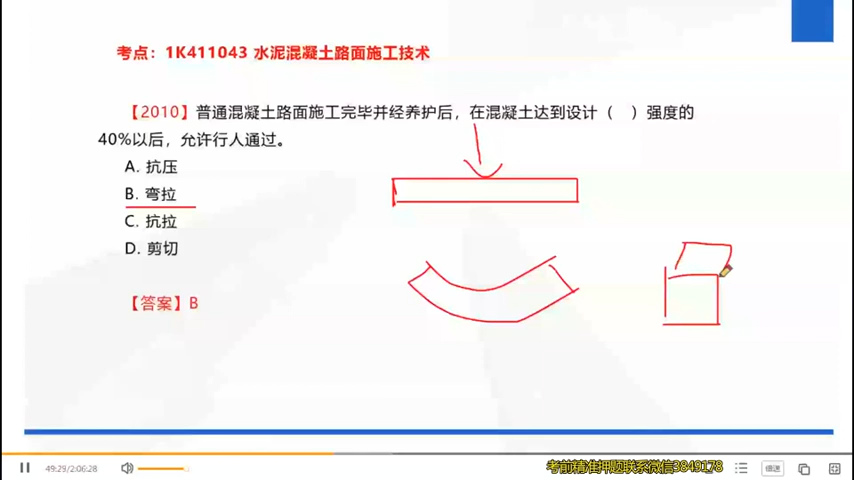 考点：1K411043 水泥混凝土路面施工技术
【2010】普通混凝土路面施工完毕并经养护后，在混凝土达到设计（ ）强度的
40%以后，允许行人通过。
A. 抗压
B. 弯拉
C. 抗拉
D. 剪切
【答案】B
49:29/2:06:28
考前精准押题联系微信3849178
倍速